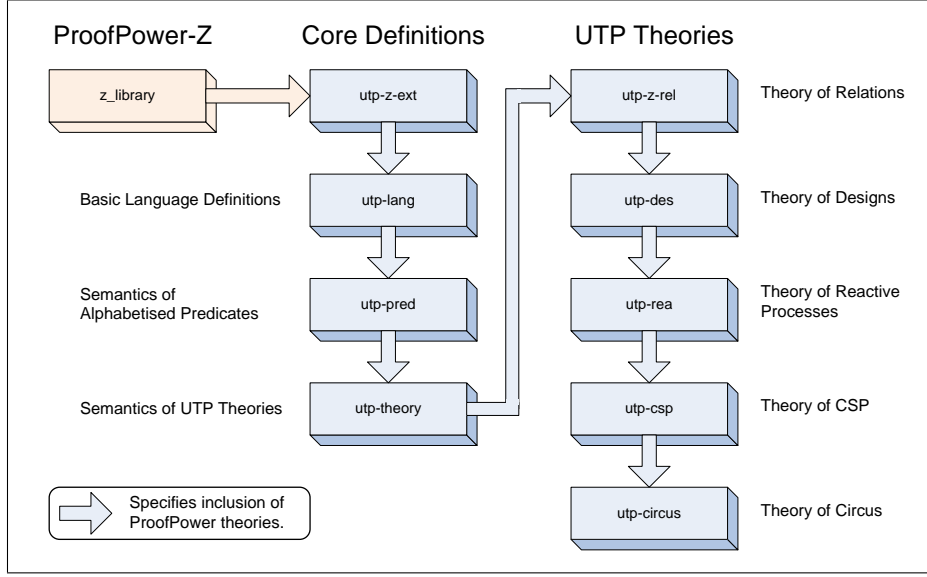 ProofPower-Z
Core Definitions
UTP Theories
z_library
utp-z-ext
utp-z-rel
Theory of Relations
Basic Language Definitions
utp-lang
utp-des
Theory of Designs
Semantics of
Alphabetised Predicates
utp-pred
utp-rea
Theory of Reactive
Processes
Semantics of UTP Theories
utp-theory
utp-csp
Theory of CSP
Specifies inclusion of
ProofPower theories.
utp-circus
Theory of Circus